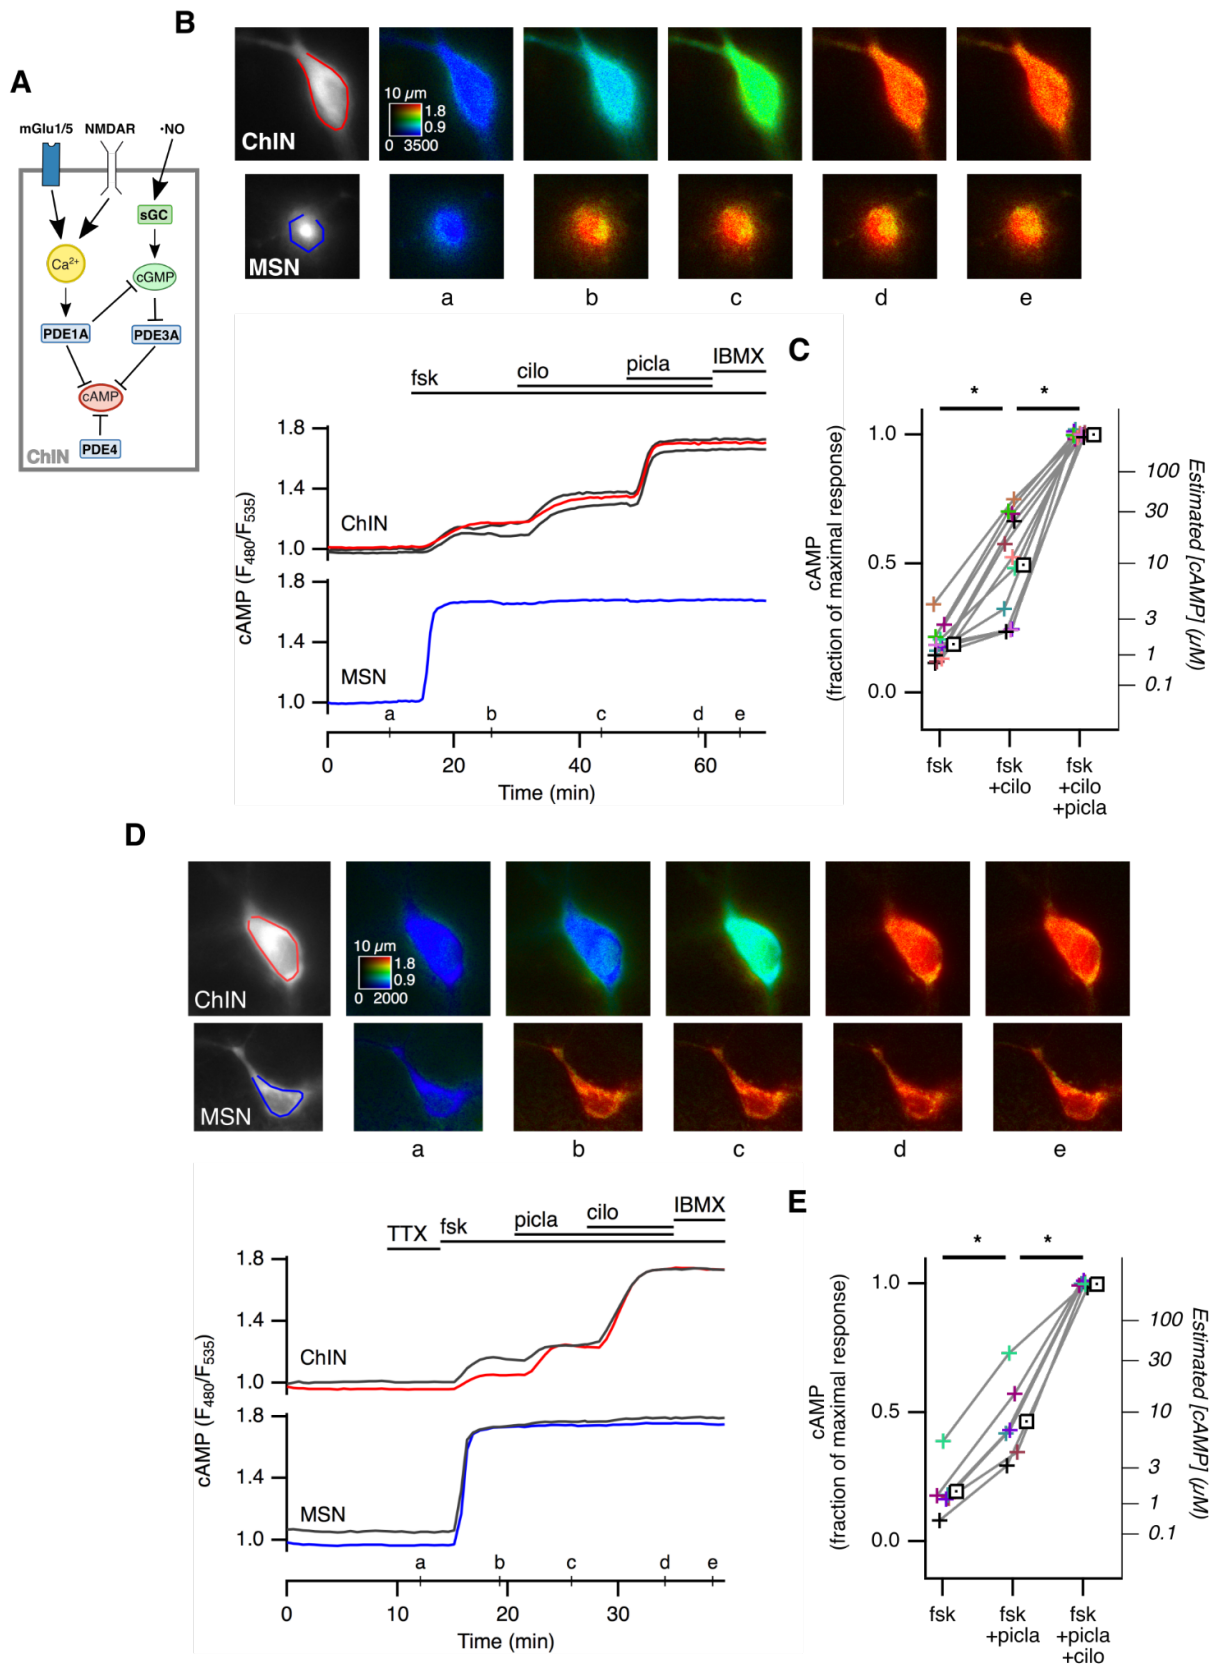 A
mGlu1/5 NMDAR ·NO
sGC
Ca2+
cGMP
PDE1A PDE3A
cAMP
PDE4
ChIN
B
10 µm
1.8
0.9
0 3500
ChIN
MSN
a b c d e
fsk cilo picla IBMX
cAMP (F480/F535)
1.8
1.4
1.0
ChIN
1.8
1.4
1.0
MSN
a b c d e
0 20 40 60
Time (min)
C
* *
cAMP
(fraction of maximal response)
1.0
0.5
0.0
100
30
10
3
1
0.1
Estimated [cAMP] (µM)
fsk fsk fsk
+cilo +cilo
+picla
D
10 µm
1.8
0.9
0 2000
ChIN
MSN
a b c d e
TTX fsk picla cilo IBMX
cAMP (F480/F535)
1.8
1.4
1.0
ChIN
1.8
1.4
1.0
MSN
a b c d e
0 10 20 30
Time (min)
E
* *
cAMP
(fraction of maximal response)
1.0
0.5
0.0
100
30
10
3
1
0.1
Estimated [cAMP] (µM)
fsk fsk fsk
+picla +picla
+cilo